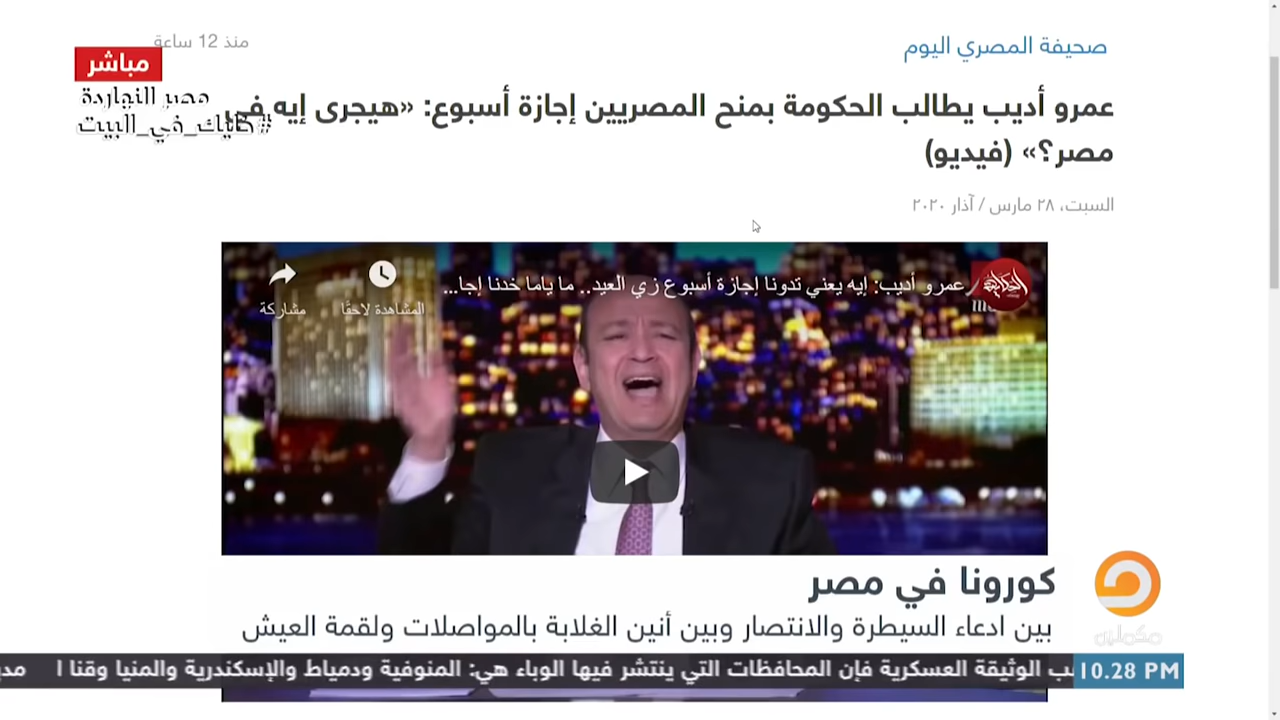 منذ 12 ساعة
صحيفة المصري اليوم
مباشر
مصر النهاردة
#خليك_في_البيت
عمرو أديب يطالب الحكومة بمنح المصريين إجازة أسبوع: «هيجرى إيه في
مصر؟» (فيديو)
السبت، ٢٨ مارس / آذار ٢٠٢٠
عمرو أديب: إيه يعني تدونا إجازة أسبوع زي العيد.. ما ياما خدنا إجا...
الحكاية
مشاركة
المشاهدة لاحقًا
كورونا في مصر
بين ادعاء السيطرة والانتصار وبين أنين الغلابة بالمواصلات ولقمة العيش
مكملين
الوثيقة العسكرية فإن المحافظات التي ينتشر فيها الوباء هي: المنوفية ودمياط والإسكندرية والمنيا وقنا
10.28 PM